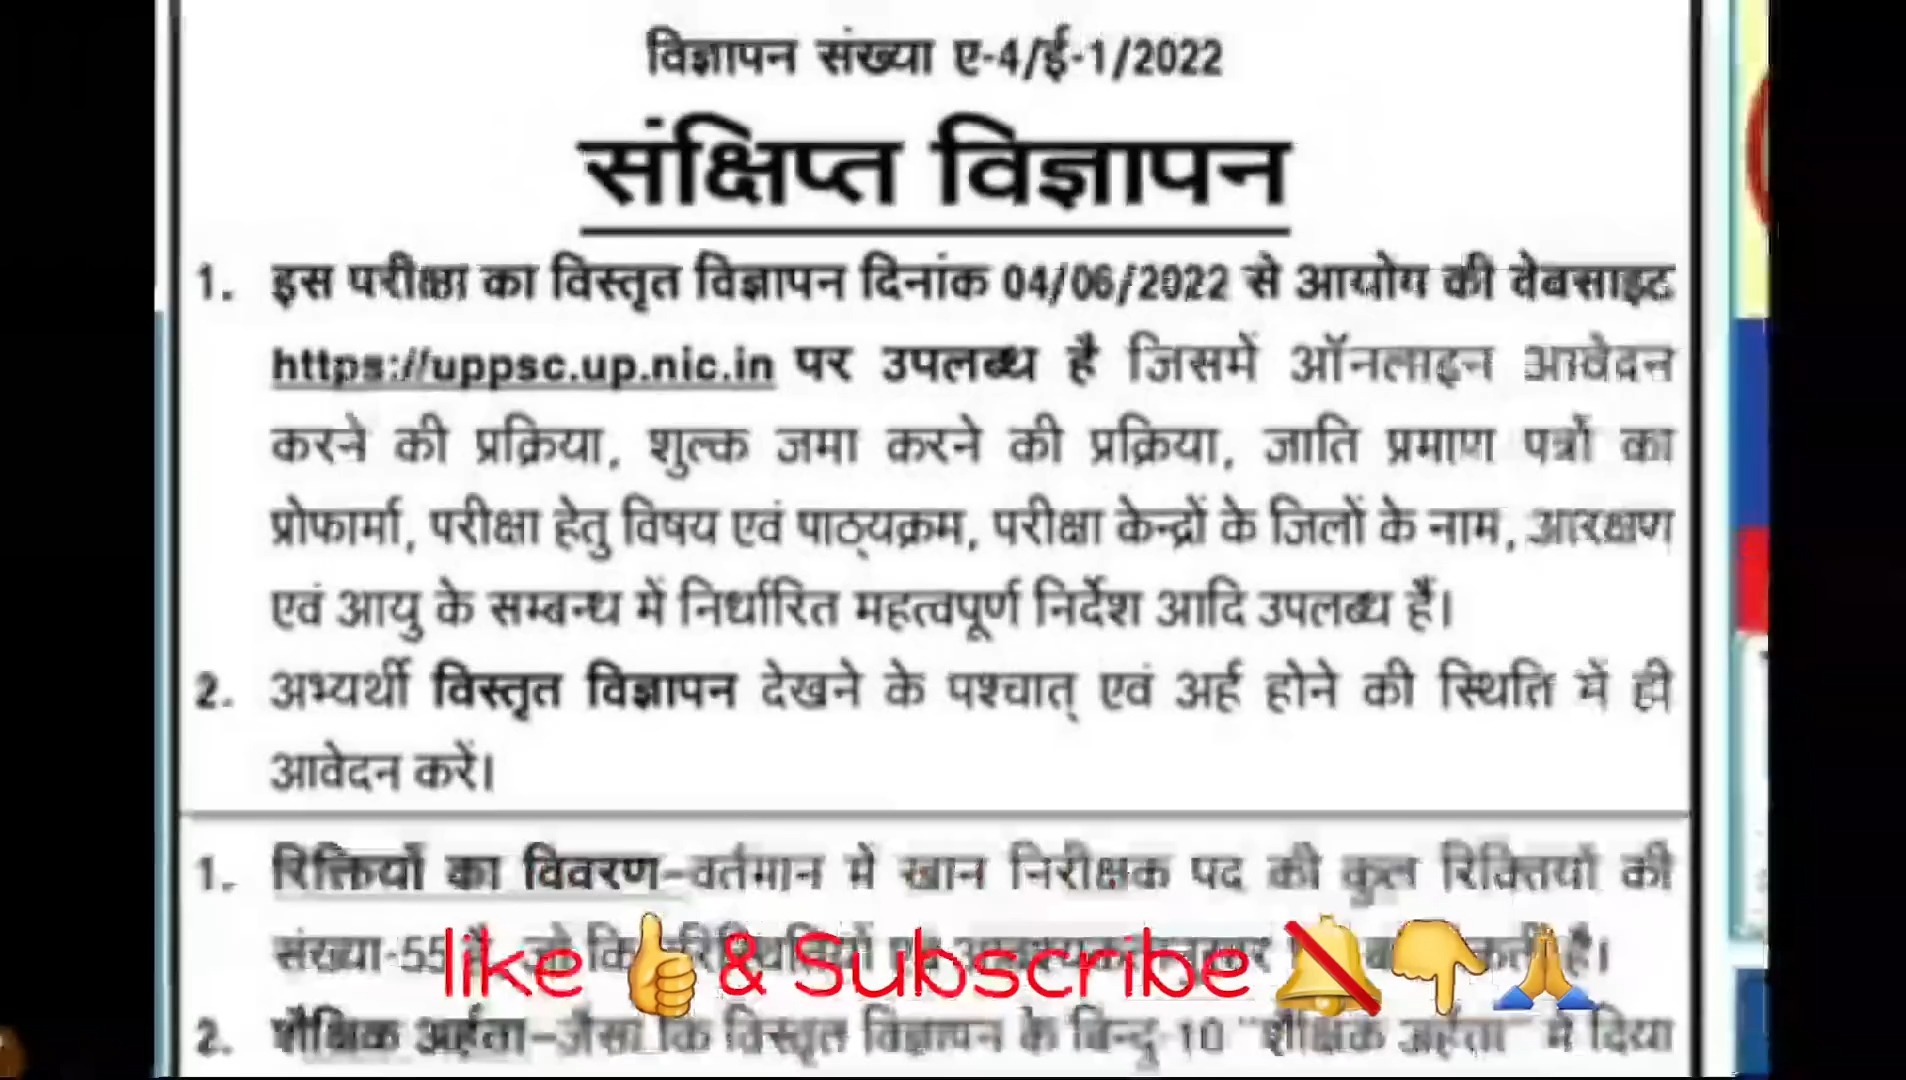 विज्ञापन संख्या ए-4/ई-1/2022
संक्षिप्त विज्ञापन
1. इस परीक्षा का विस्तृत विज्ञापन दिनांक 04/06/2022 से आयोग की वेबसाइट
https://uppsc.up.nic.in पर उपलब्ध है जिसमें ऑनलाइन आवेदन
करने की प्रक्रिया, शुल्क जमा करने की प्रक्रिया, जाति प्रमाण पत्रों का
प्रोफार्मा, परीक्षा हेतु विषय एवं पाठ्यक्रम, परीक्षा केन्द्रों के जिलों के नाम, आरक्षण
एवं आयु के सम्बन्ध में निर्धारित महत्वपूर्ण निर्देश आदि उपलब्ध हैं।
2. अभ्यर्थी विस्तृत विज्ञापन देखने के पश्चात् एवं अर्ह होने की स्थिति में ही
आवेदन करें।
1. रिक्तियों का विवरण–वर्तमान में खान निरीक्षक पद की कुल रिक्तियों की
संख्या-55 है।
like & Subscribe
2. शैक्षिक अर्हता–जैसा कि विस्तृत विज्ञापन के बिन्दु-10 "शैक्षिक अर्हता" में दिया